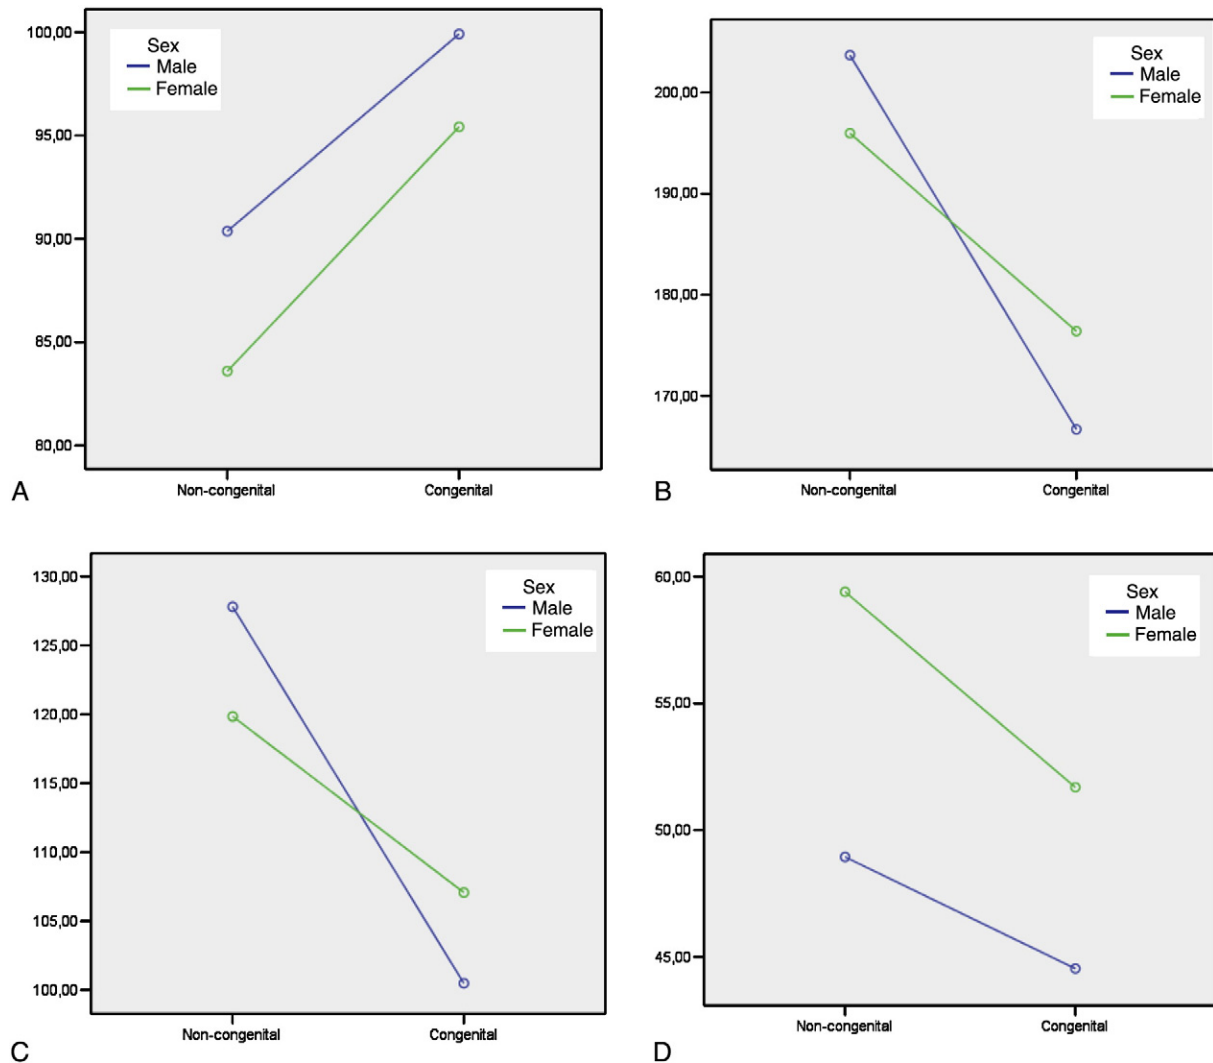 100,00
95,00
90,00
85,00
80,00
Sex
Male
Female
Non-congenital Congenital
A
200,00
190,00
180,00
170,00
Sex
Male
Female
Non-congenital Congenital
B
130,00
125,00
120,00
115,00
110,00
105,00
100,00
Sex
Male
Female
Non-congenital Congenital
C
60,00
55,00
50,00
45,00
Sex
Male
Female
Non-congenital Congenital
D